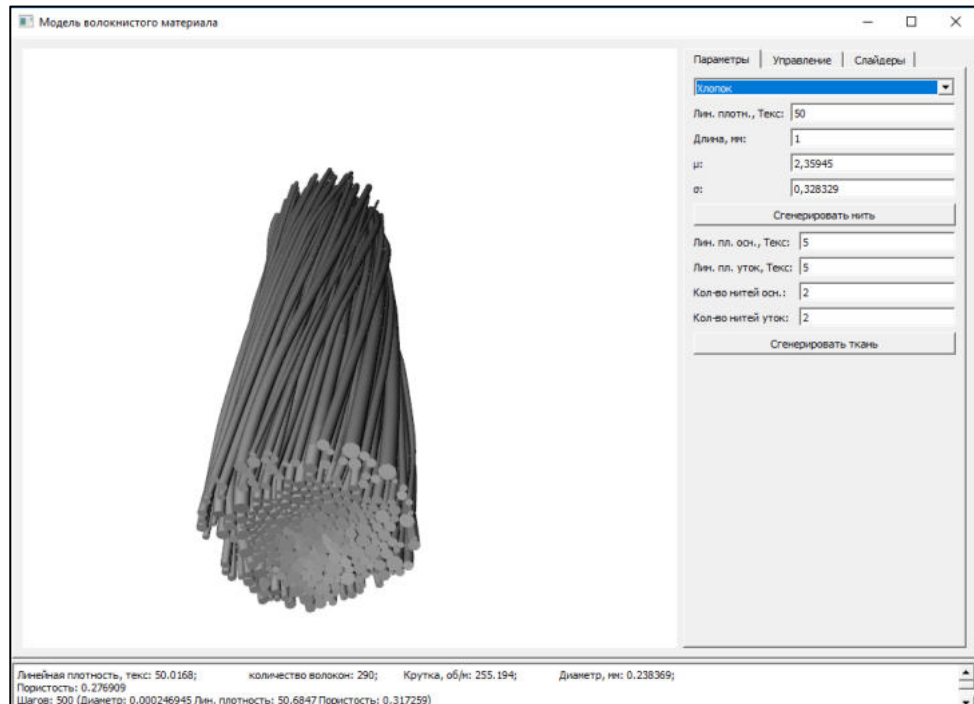 Модель волокнистого материала
Параметры Управление Слайдеры
Хлопок
Лин. плотн., Текс: 50
Длина, мм: 1
μ: 2,35945
σ: 0,328329
Сгенерировать нить
Лин. пл. осн., Текс: 5
Лин. пл. уток, Текс: 5
Кол-во нитей осн.: 2
Кол-во нитей уток: 2
Сгенерировать ткань
Линейная плотность, текс: 50.0168; количество волокон: 290; Крутка, об/м: 255.194; Диаметр, мм: 0.238369;
Пористость: 0.276909
Шагов: 500 (Диаметр: 0.000246945 Лин. плотность: 50.6847 Пористость: 0.317259)